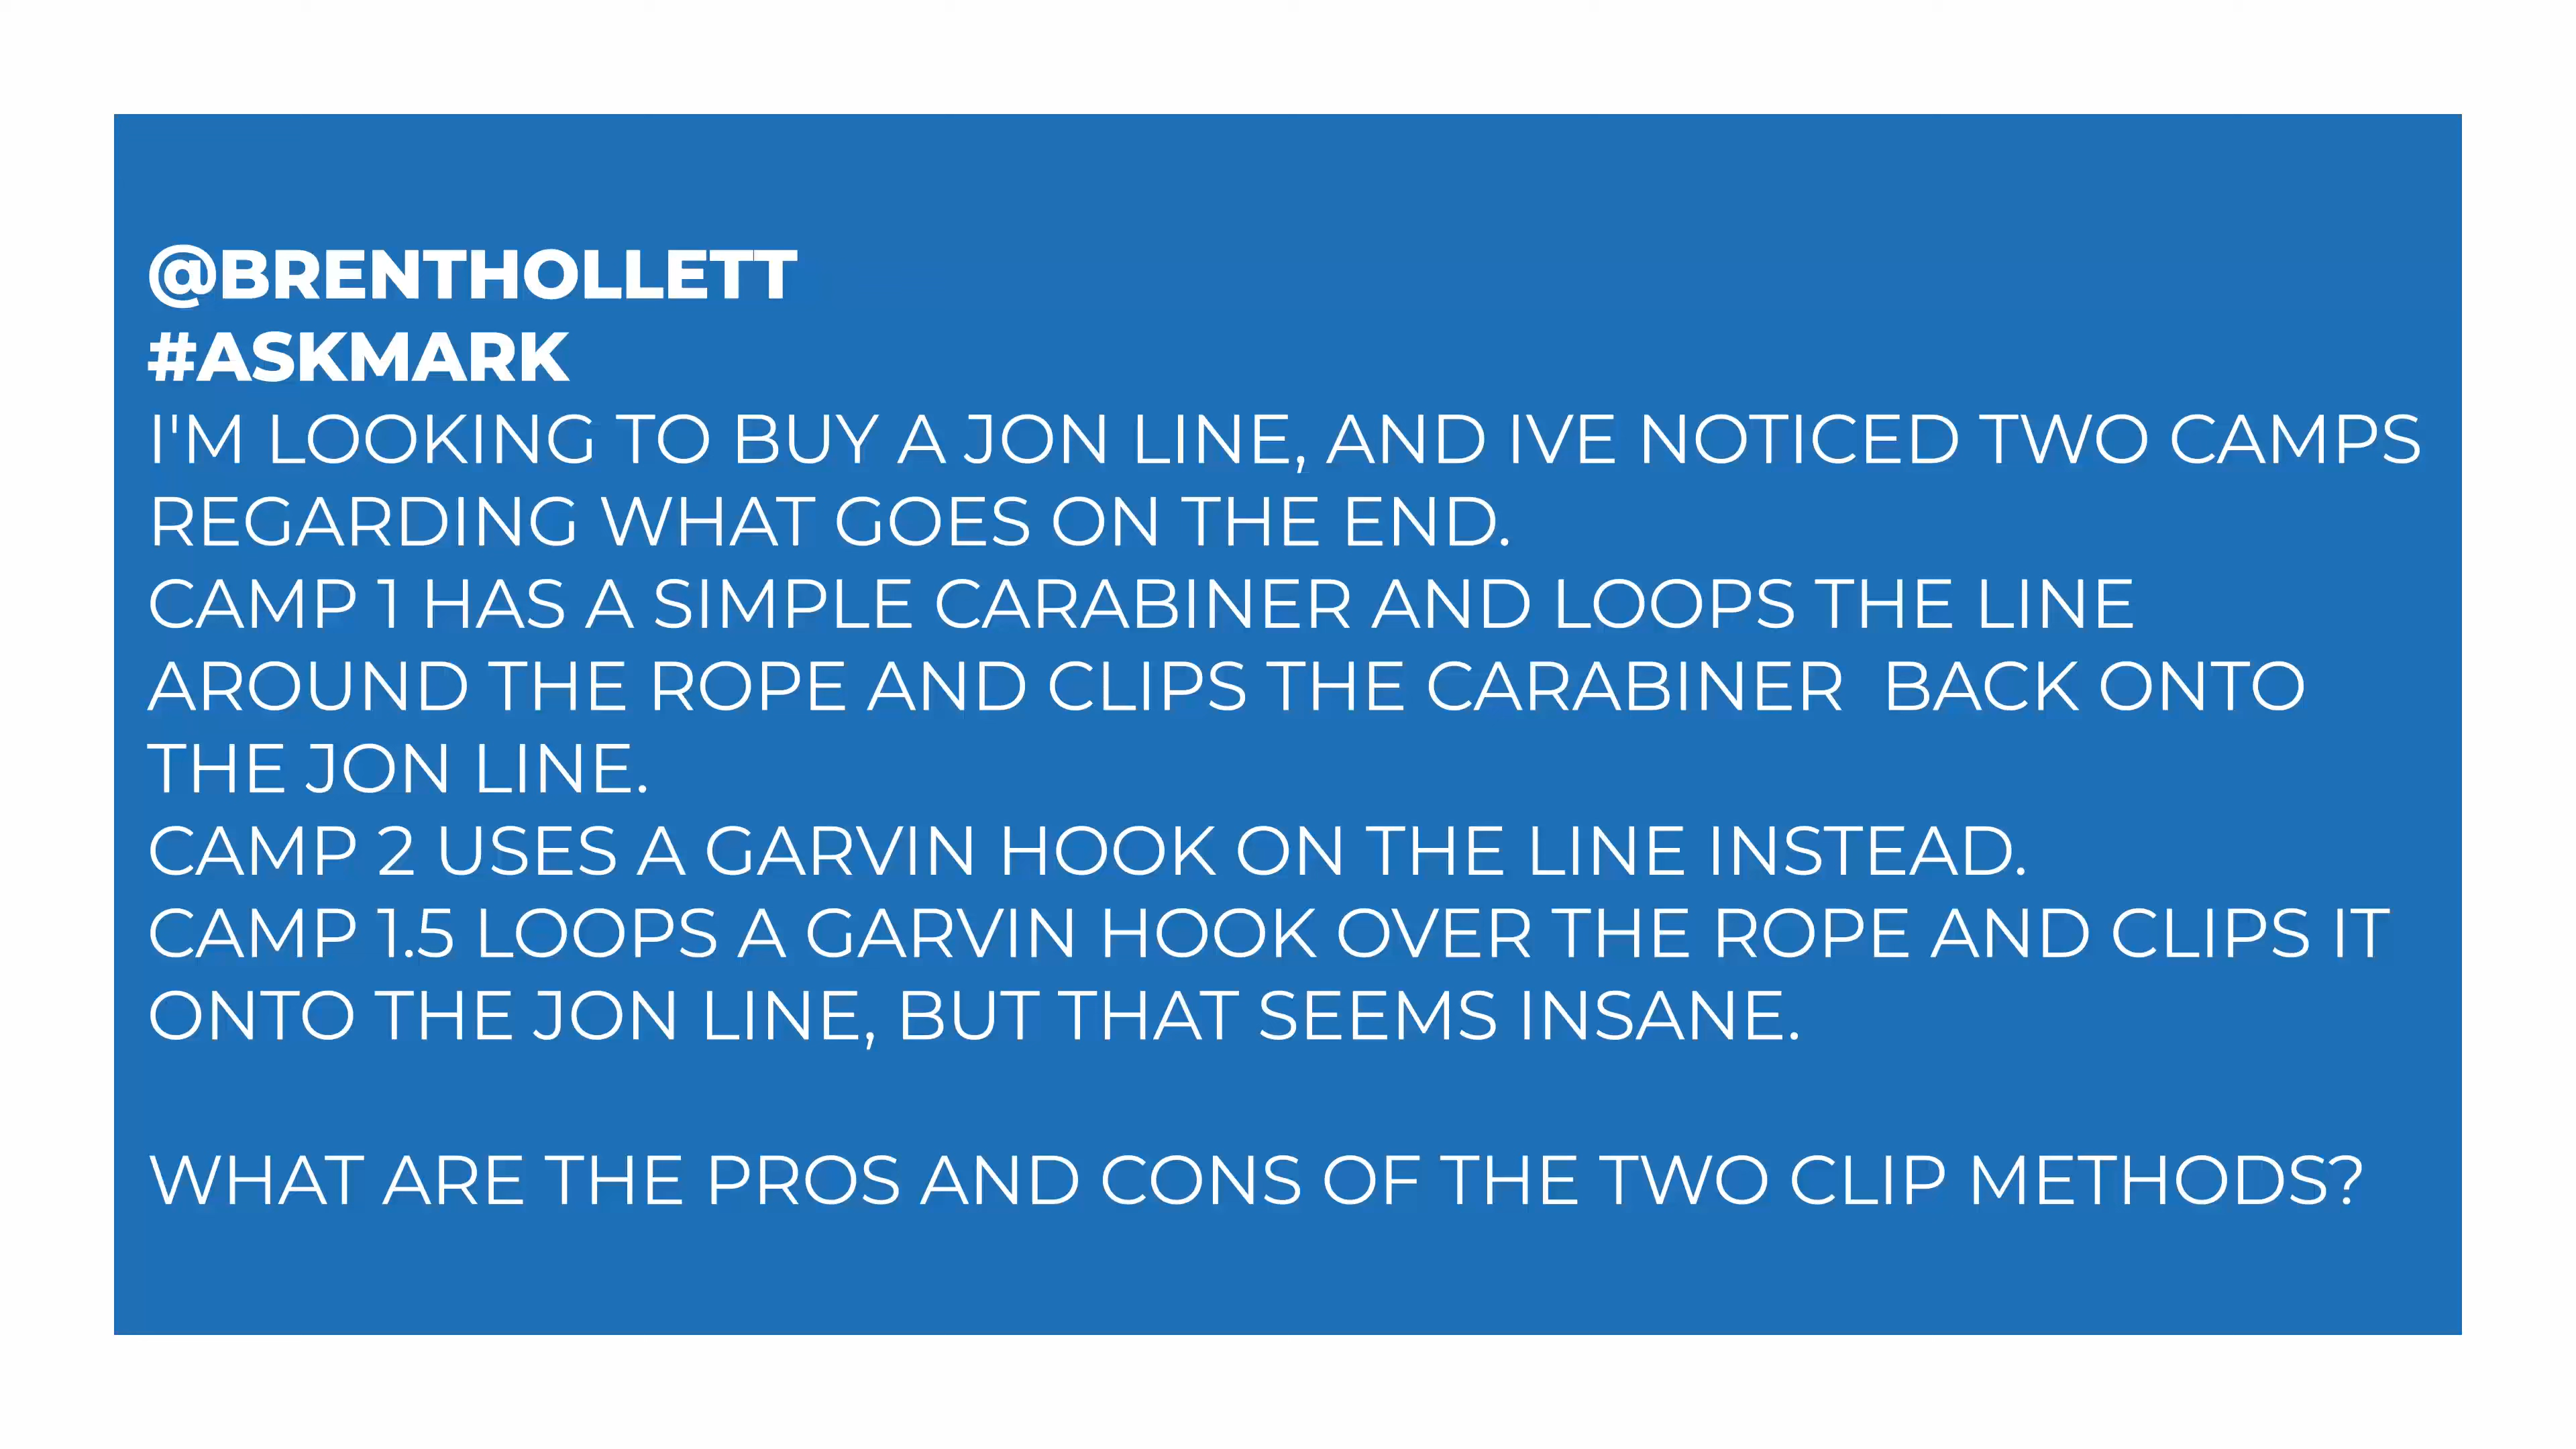 @BRENTHOLLETT
#ASKMARK
I'M LOOKING TO BUY A JON LINE, AND IVE NOTICED TWO CAMPS
REGARDING WHAT GOES ON THE END.
CAMP 1 HAS A SIMPLE CARABINER AND LOOPS THE LINE
AROUND THE ROPE AND CLIPS THE CARABINER  BACK ONTO
THE JON LINE.
CAMP 2 USES A GARVIN HOOK ON THE LINE INSTEAD.
CAMP 1.5 LOOPS A GARVIN HOOK OVER THE ROPE AND CLIPS IT
ONTO THE JON LINE, BUT THAT SEEMS INSANE.
WHAT ARE THE PROS AND CONS OF THE TWO CLIP METHODS?